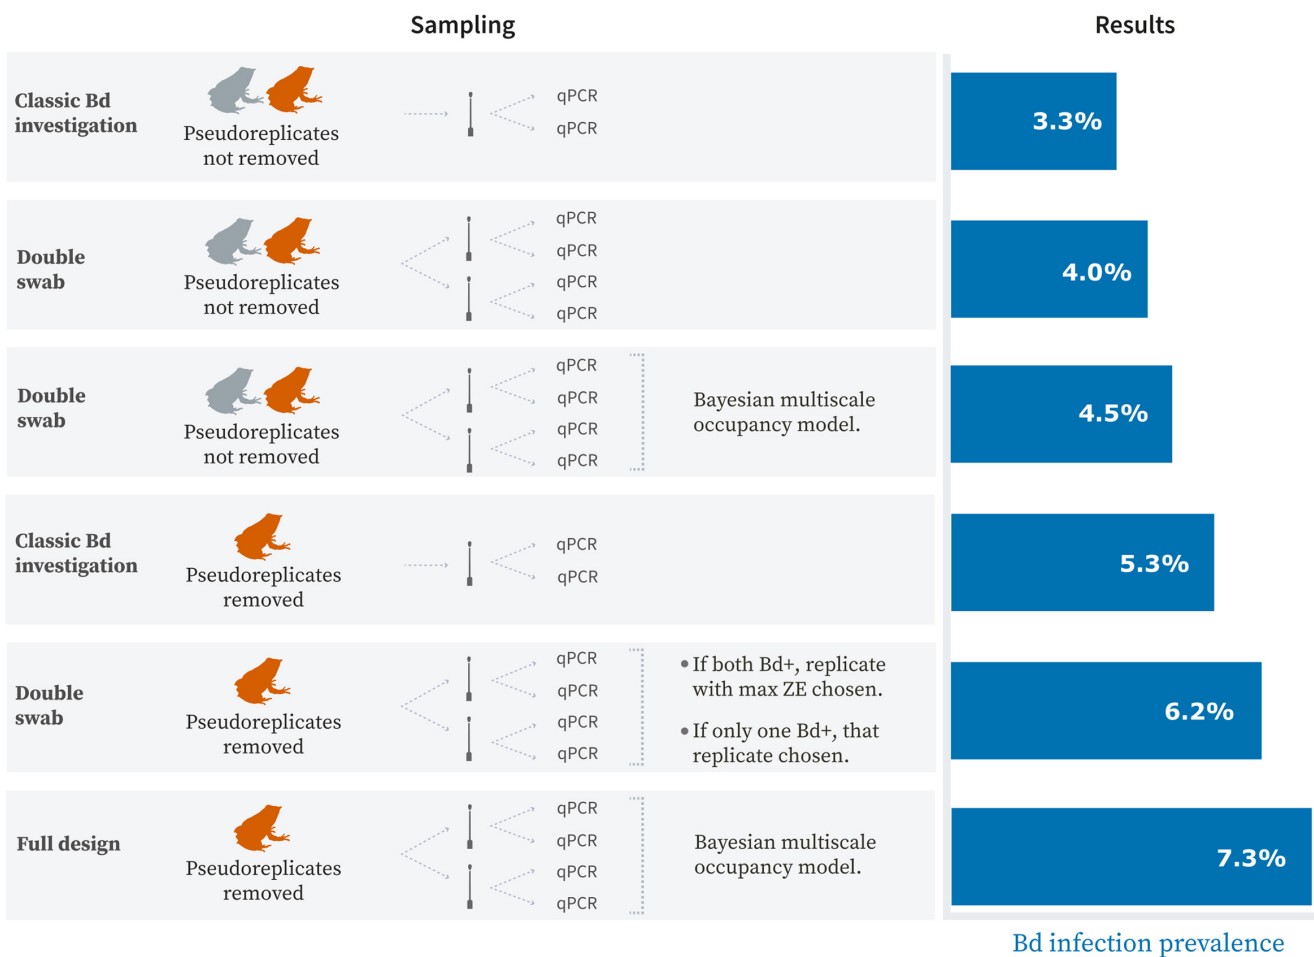 Sampling
Results
Classic Bd
investigation
Pseudoreplicates
not removed
qPCR
qPCR
3.3%
Double
swab
Pseudoreplicates
not removed
qPCR
qPCR
qPCR
qPCR
4.0%
Double
swab
Pseudoreplicates
not removed
qPCR
qPCR
qPCR
qPCR
Bayesian multiscale
occupancy model.
4.5%
Classic Bd
investigation
Pseudoreplicates
removed
qPCR
qPCR
5.3%
Double
swab
Pseudoreplicates
removed
qPCR
qPCR
qPCR
qPCR
• If both Bd+, replicate
with max ZE chosen.
• If only one Bd+, that
replicate chosen.
6.2%
Full design
Pseudoreplicates
removed
qPCR
qPCR
qPCR
qPCR
Bayesian multiscale
occupancy model.
7.3%
Bd infection prevalence